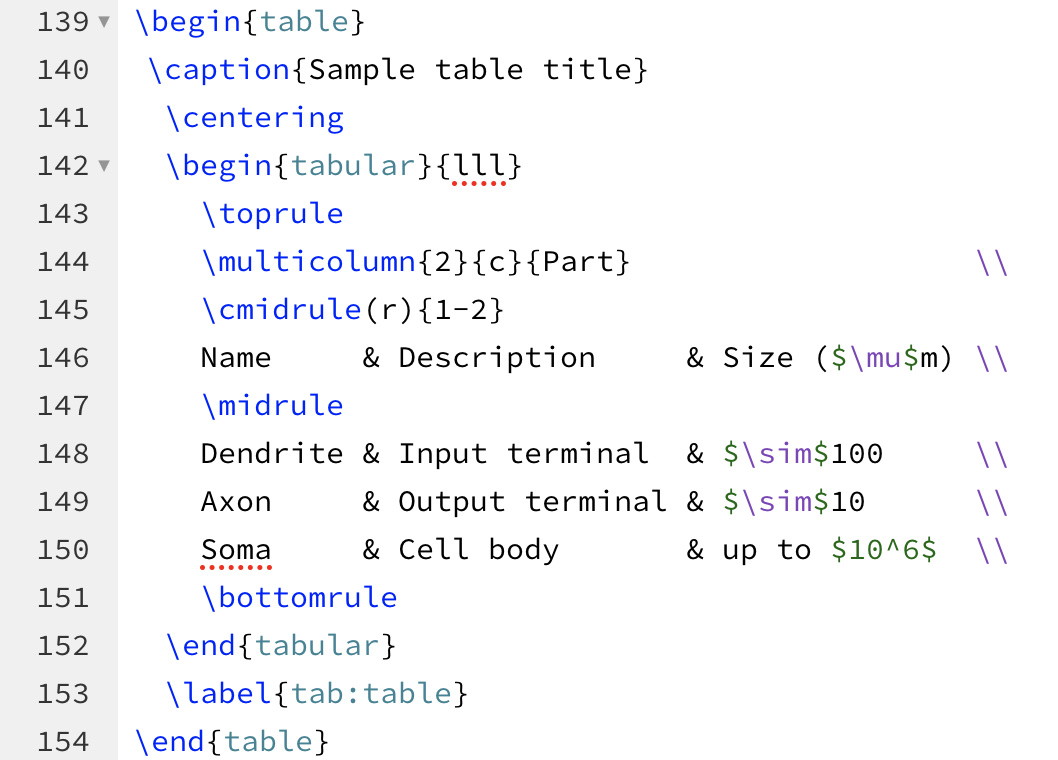 139 \begin{table}
140 \caption{Sample table title}
141 \centering
142 \begin{tabular}{lll}
143 \toprule
144 \multicolumn{2}{c}{Part} \\
145 \cmidrule(r){1-2}
146 Name & Description & Size ($\mu$m) \\
147 \midrule
148 Dendrite & Input terminal & $\sim$100 \\
149 Axon & Output terminal & $\sim$10 \\
150 Soma & Cell body & up to $10^6$ \\
151 \bottomrule
152 \end{tabular}
153 \label{tab:table}
154 \end{table}